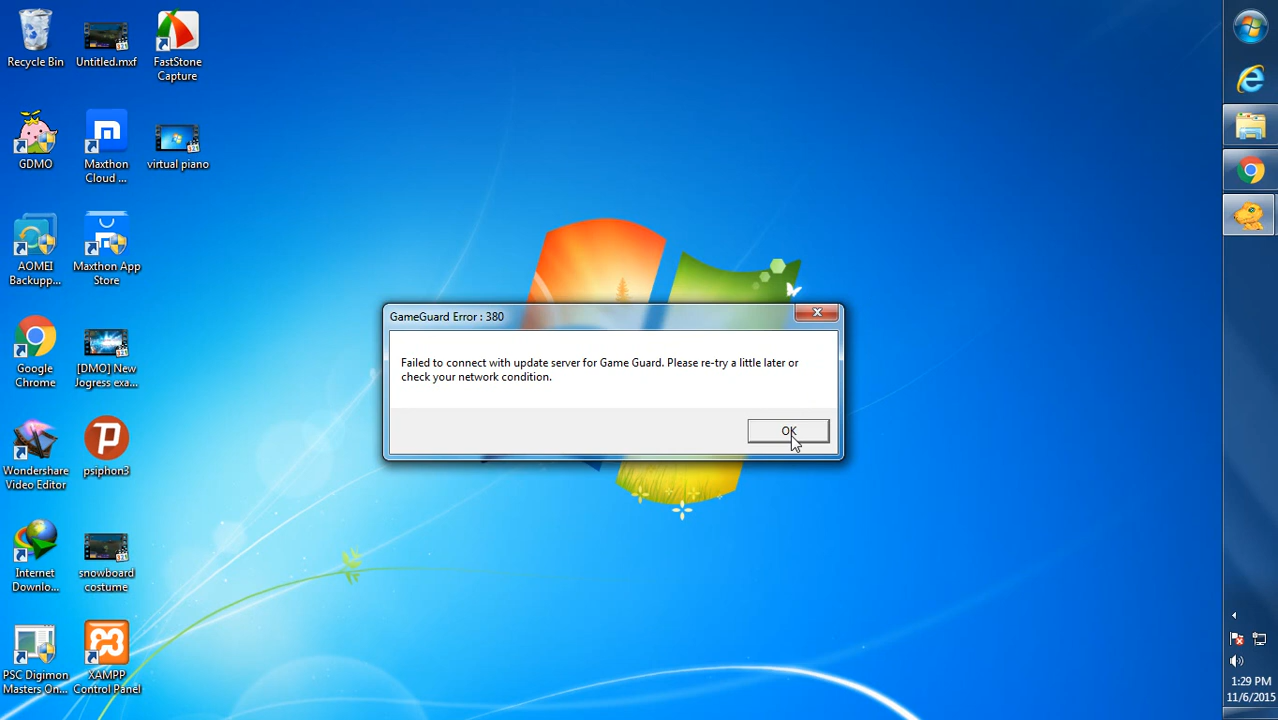 Recycle Bin
Untitled.mxf
FastStone
Capture
GDMO
Maxthon
Cloud ...
virtual piano
AOMEI
Backupp...
Maxthon App
Store
Google
Chrome
[DMO] New
Jogress exa...
GameGuard Error : 380
Failed to connect with update server for Game Guard. Please re-try a little later or
check your network condition.
OK
Wondershare
Video Editor
psiphon3
Internet
Downlo...
snowboard
costume
PSC Digimon
Masters On...
XAMPP
Control Panel
1:29 PM
11/6/2015